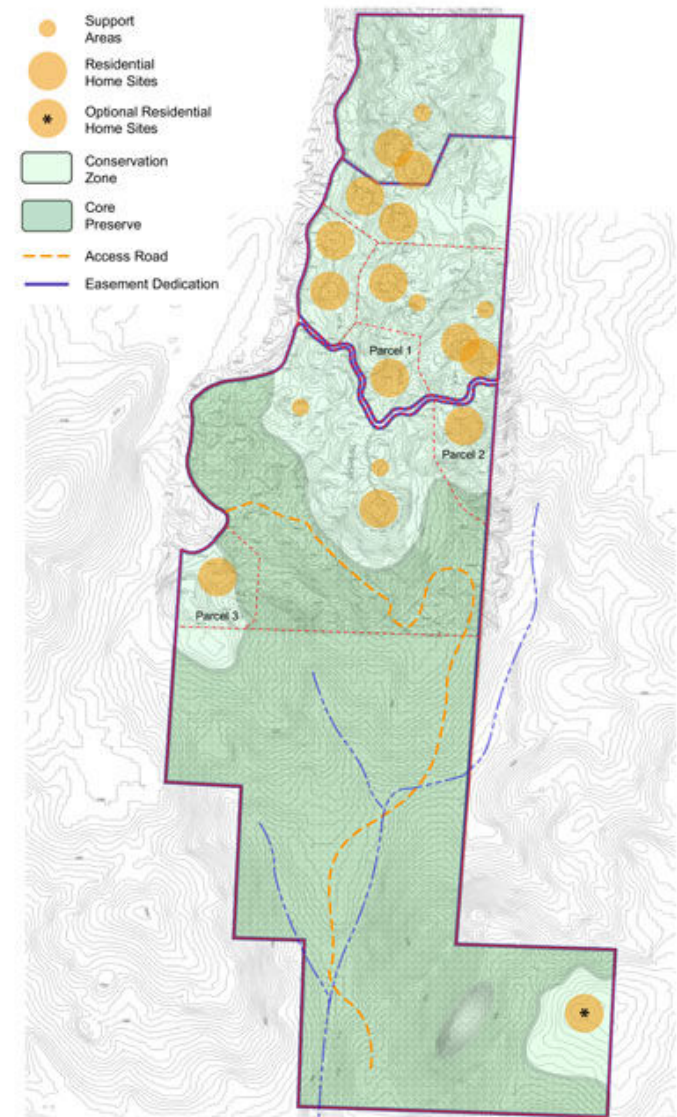 Support
Areas
Residential
Home Sites
*
Optional Residential
Home Sites
Conservation
Zone
Core
Preserve
Access Road
Easement Dedication
Parcel 1
Parcel 2
Parcel 3
*